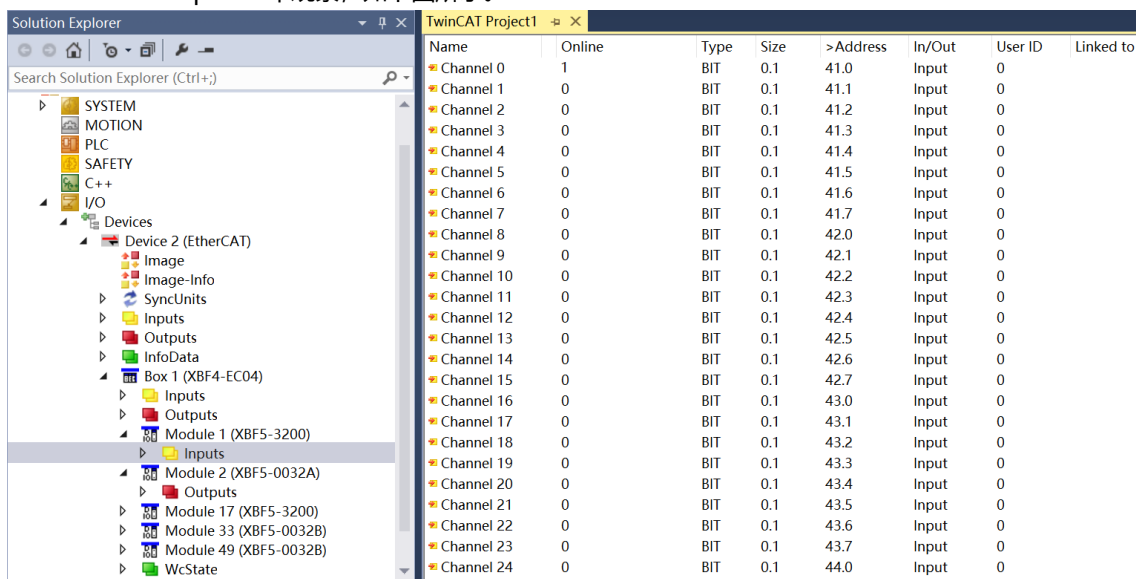 Solution Explorer
Search Solution Explorer (Ctrl+;)
SYSTEM
MOTION
PLC
SAFETY
C++
I/O
Devices
Device 2 (EtherCAT)
Image
Image-Info
SyncUnits
Inputs
Outputs
InfoData
Box 1 (XBF4-EC04)
Inputs
Outputs
Module 1 (XBF5-3200)
Inputs
Module 2 (XBF5-0032A)
Outputs
Module 17 (XBF5-3200)
Module 33 (XBF5-0032B)
Module 49 (XBF5-0032B)
WcState
TwinCAT Project1
Name Online Type Size >Address In/Out User ID Linked to
Channel 0 1 BIT 0.1 41.0 Input 0
Channel 1 0 BIT 0.1 41.1 Input 0
Channel 2 0 BIT 0.1 41.2 Input 0
Channel 3 0 BIT 0.1 41.3 Input 0
Channel 4 0 BIT 0.1 41.4 Input 0
Channel 5 0 BIT 0.1 41.5 Input 0
Channel 6 0 BIT 0.1 41.6 Input 0
Channel 7 0 BIT 0.1 41.7 Input 0
Channel 8 0 BIT 0.1 42.0 Input 0
Channel 9 0 BIT 0.1 42.1 Input 0
Channel 10 0 BIT 0.1 42.2 Input 0
Channel 11 0 BIT 0.1 42.3 Input 0
Channel 12 0 BIT 0.1 42.4 Input 0
Channel 13 0 BIT 0.1 42.5 Input 0
Channel 14 0 BIT 0.1 42.6 Input 0
Channel 15 0 BIT 0.1 42.7 Input 0
Channel 16 0 BIT 0.1 43.0 Input 0
Channel 17 0 BIT 0.1 43.1 Input 0
Channel 18 0 BIT 0.1 43.2 Input 0
Channel 19 0 BIT 0.1 43.3 Input 0
Channel 20 0 BIT 0.1 43.4 Input 0
Channel 21 0 BIT 0.1 43.5 Input 0
Channel 22 0 BIT 0.1 43.6 Input 0
Channel 23 0 BIT 0.1 43.7 Input 0
Channel 24 0 BIT 0.1 44.0 Input 0